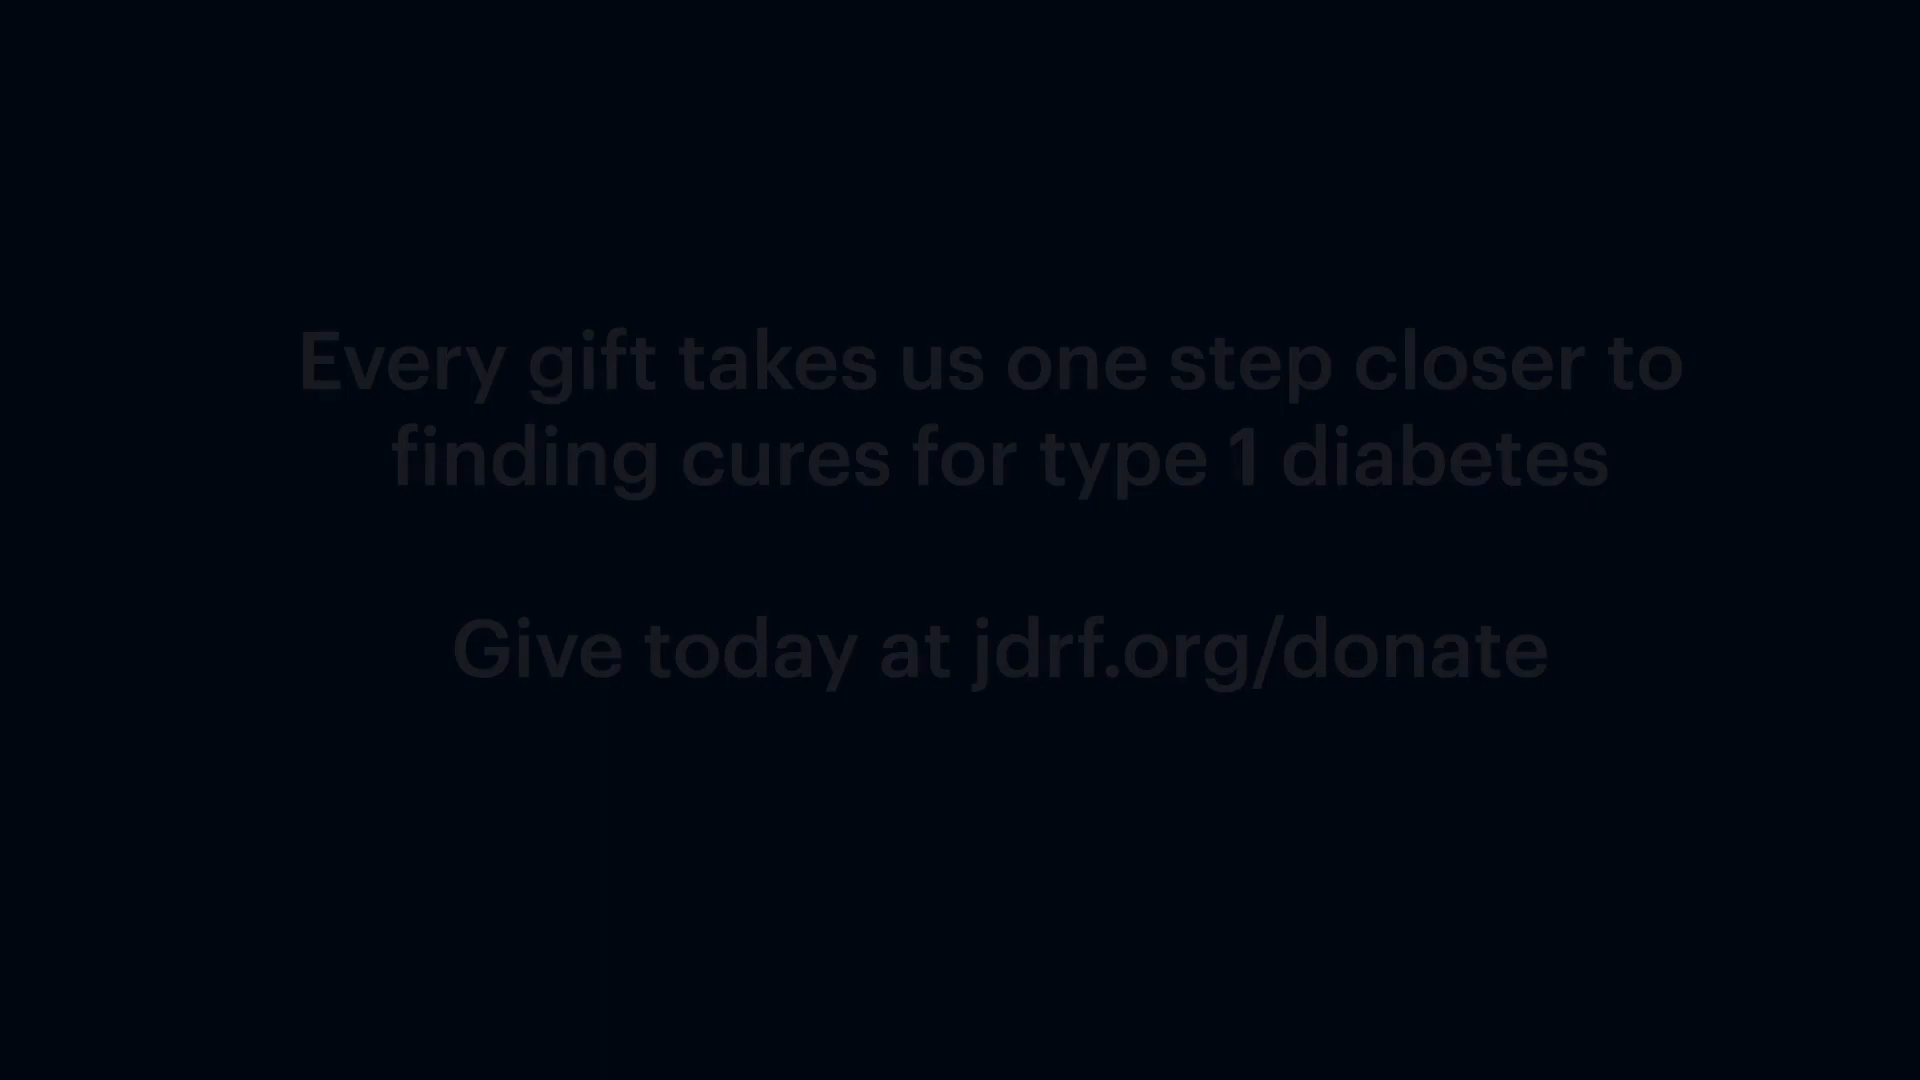 Every gift takes us one step closer to
finding cures for type 1 diabetes
Give today at jdrf.org/donate